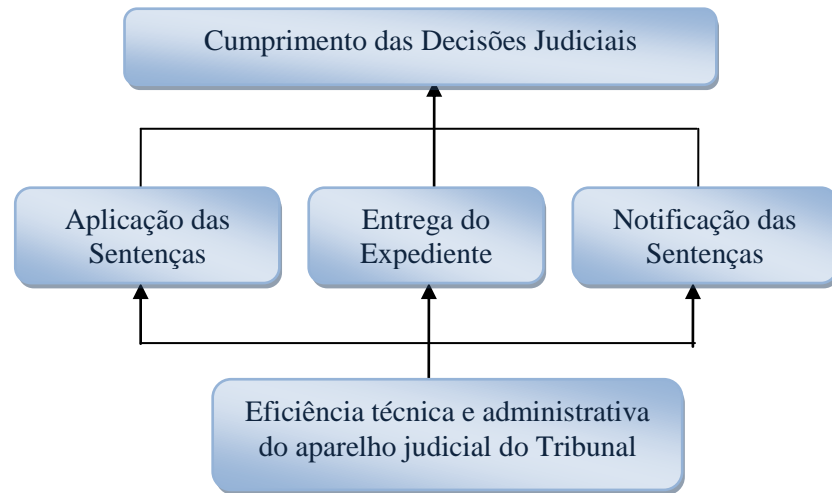 Cumprimento das Decisões Judiciais
Aplicação das
Sentenças
Entrega do
Expediente
Notificação das
Sentenças
Eficiência técnica e administrativa
do aparelho judicial do Tribunal